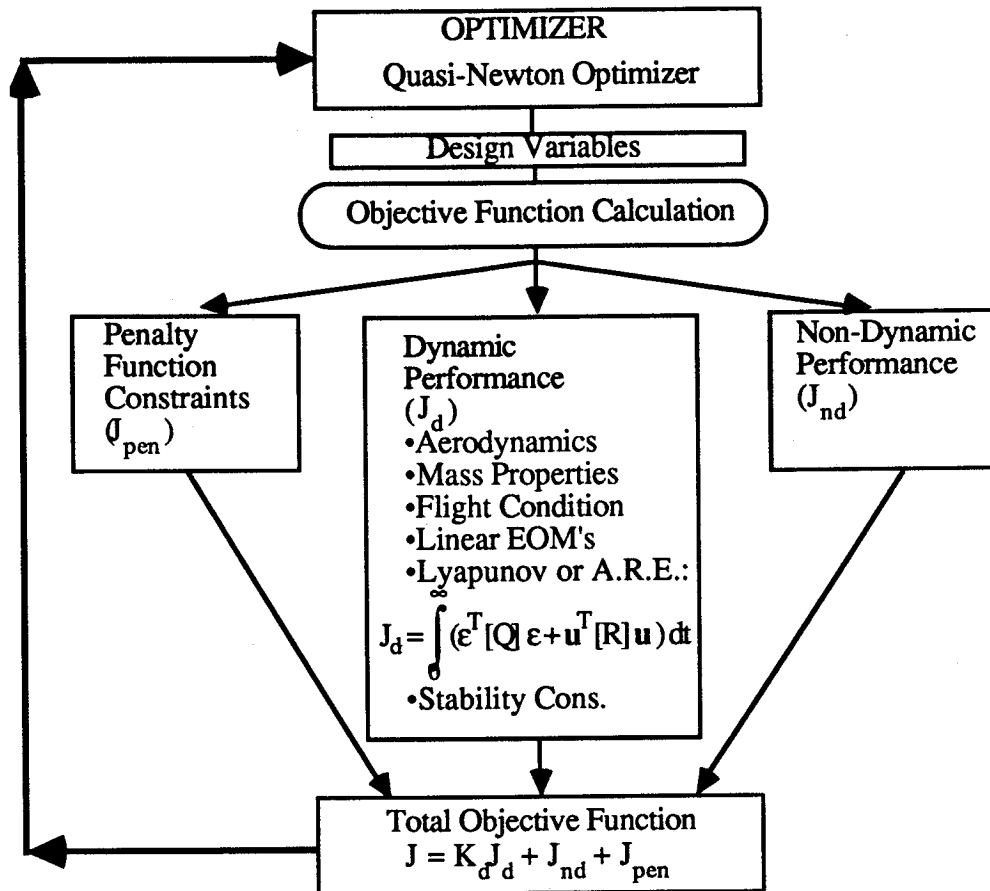 OPTIMIZER
Quasi-Newton Optimizer
Design Variables
Objective Function Calculation
Penalty
Function
Constraints
(J_pen)
Dynamic
Performance
(J_d)
•Aerodynamics
•Mass Properties
•Flight Condition
•Linear EOM's
•Lyapunov or A.R.E.:
J_d = ∫_0^∞ (ε^T [Q] ε + u^T [R] u) dt
•Stability Cons.
Non-Dynamic
Performance
(J_nd)
Total Objective Function
J = K_d J_d + J_nd + J_pen